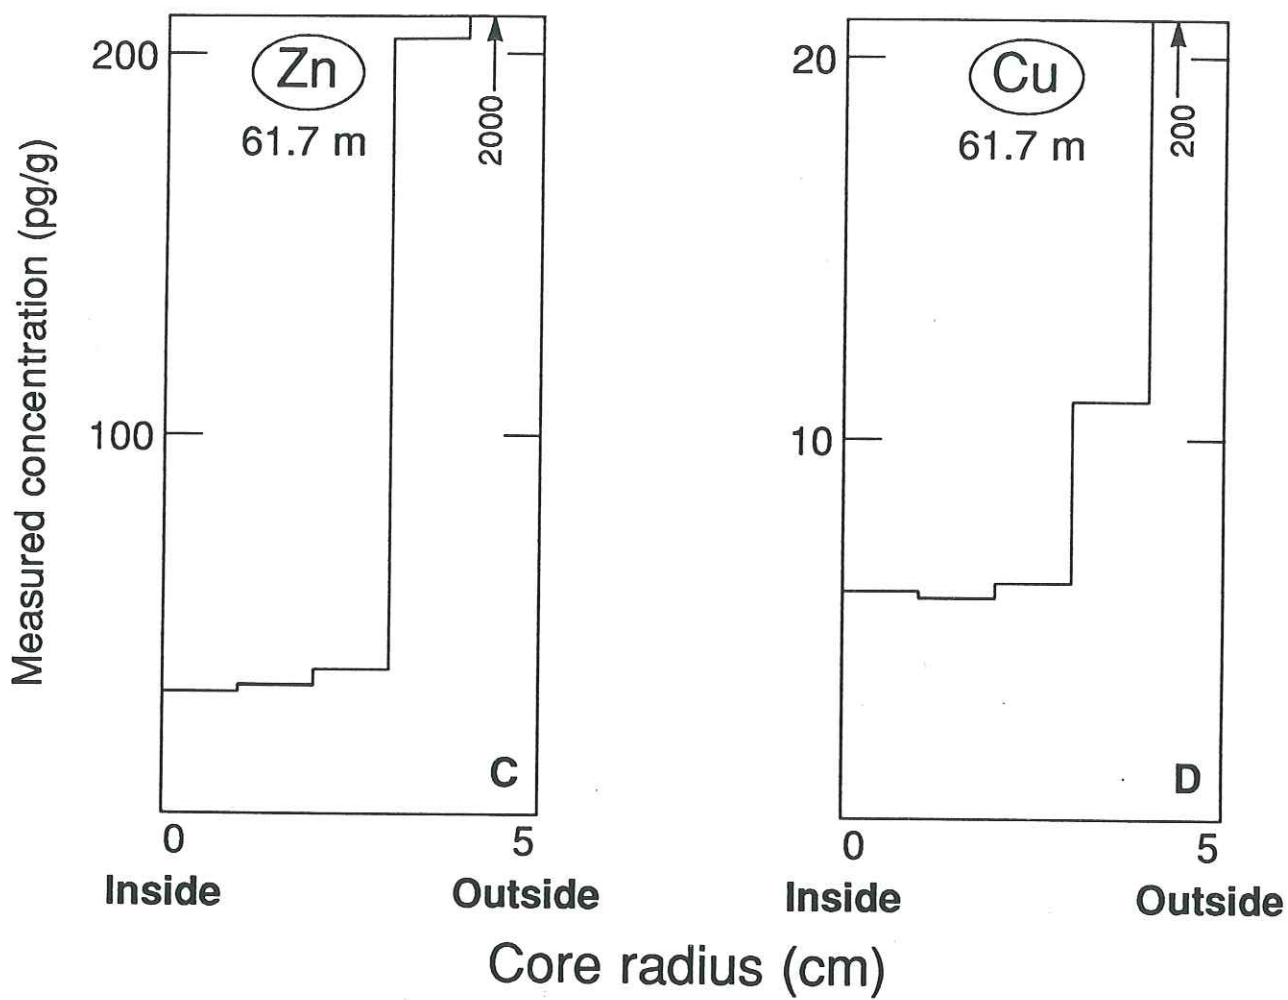 Measured concentration (pg/g)
200
100
Zn
61.7 m
2000
C
0
5
Inside
Outside
20
10
Cu
61.7 m
200
D
0
5
Inside
Outside
Core radius (cm)